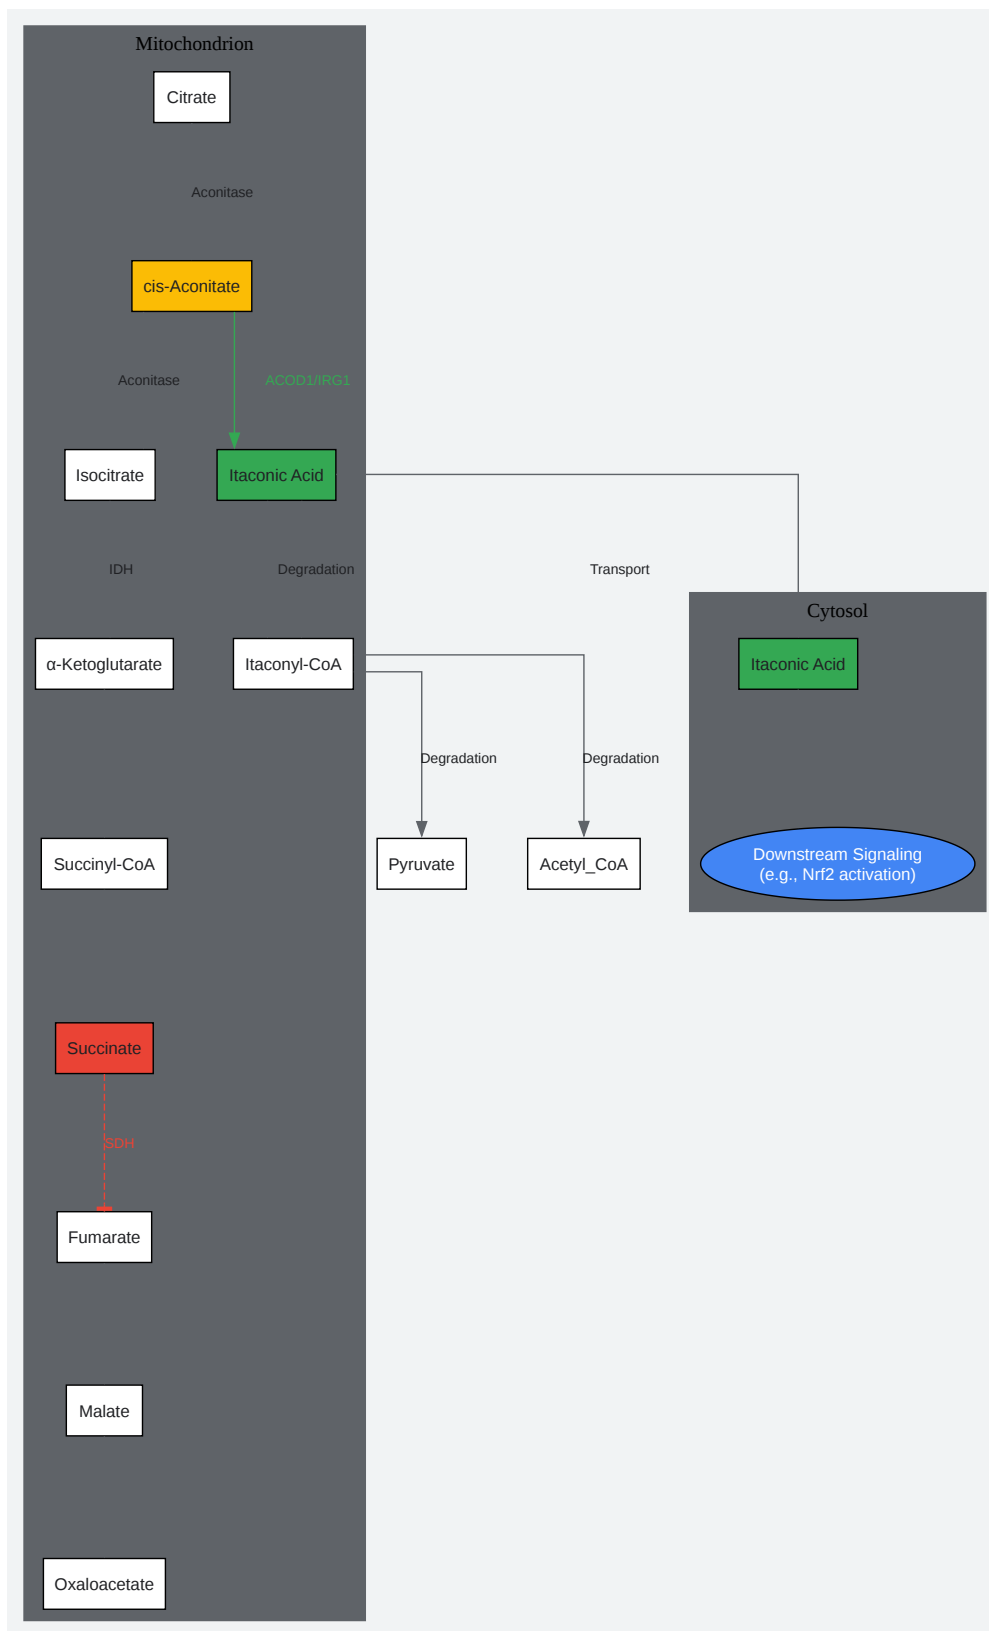 Mitochondrion
Citrate
Aconitase
cis-Aconitate
Aconitase
ACOD1/IRG1
Isocitrate
Itaconic Acid
IDH
Degradation
Transport
Cytosol
α-Ketoglutarate
Itaconyl-CoA
Itaconic Acid
Degradation
Degradation
Succinyl-CoA
Pyruvate
Acetyl_CoA
Downstream Signaling
(e.g., Nrf2 activation)
Succinate
SDH
Fumarate
Malate
Oxaloacetate